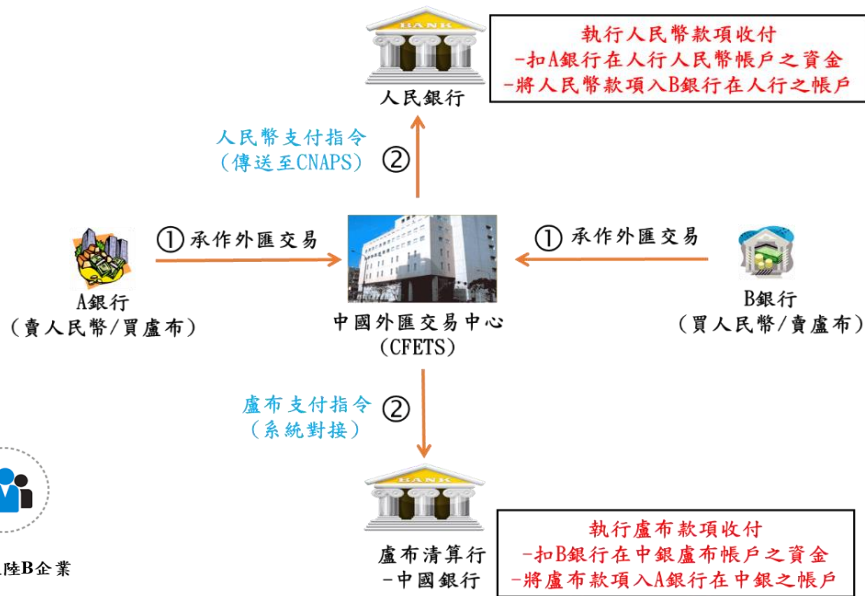 BANK
執行人民幣款項收付
-扣A銀行在人行人民幣帳戶之資金
-將人民幣款項入B銀行在人行之帳戶
人民銀行
人民幣支付指令
(傳送至CNAPS)
②
① 承作外匯交易
① 承作外匯交易
A銀行
(賣人民幣/買盧布)
中國外匯交易中心
(CFETS)
B銀行
(買人民幣/賣盧布)
盧布支付指令
(系統對接)
②
BANK
盧布清算行
-中國銀行
執行盧布款項收付
-扣B銀行在中銀盧布帳戶之資金
-將盧布款項入A銀行在中銀之帳戶
陸B企業